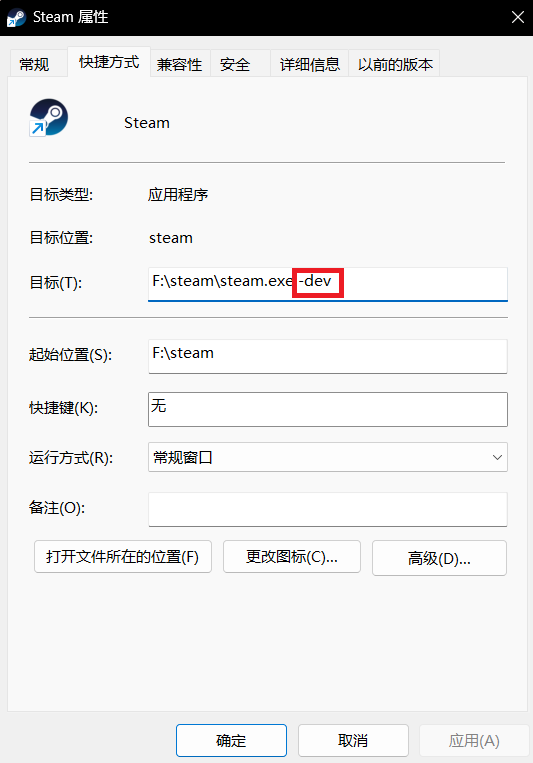 Steam 属性
常规 快捷方式 兼容性 安全 详细信息 以前的版本
Steam
目标类型: 应用程序
目标位置: steam
目标(T): F:\steam\steam.exe -dev
起始位置(S): F:\steam
快捷键(K): 无
运行方式(R): 常规窗口
备注(O):
打开文件所在的位置(F) 更改图标(C)... 高级(D)...
确定 取消 应用(A)